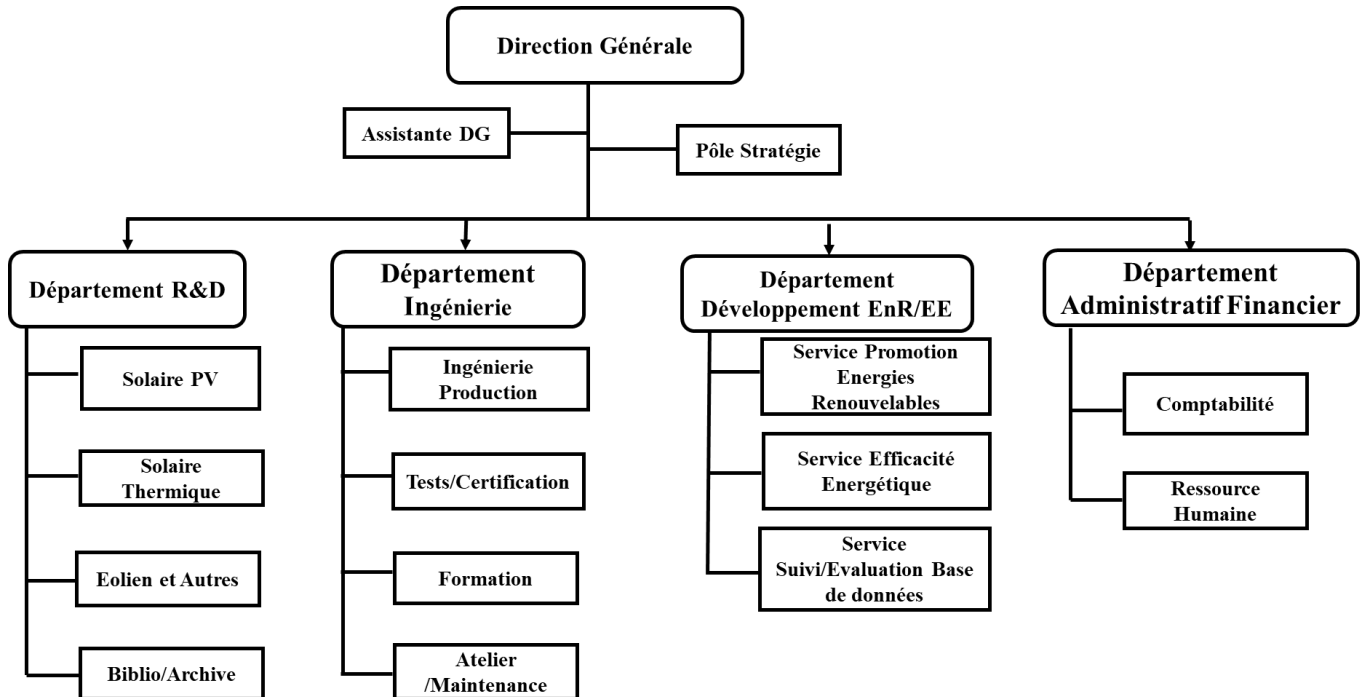 Direction Générale
Assistante DG
Pôle Stratégie
Département R&D
Département
Ingénierie
Département
Développement EnR/EE
Département
Administratif Financier
Solaire PV
Solaire
Thermique
Eolien et Autres
Biblio/Archive
Ingénierie
Production
Tests/Certification
Formation
Atelier
/Maintenance
Service Promotion
Energies
Renouvelables
Service Efficacité
Energétique
Service
Suivi/Evaluation Base
de données
Comptabilité
Ressource
Humaine